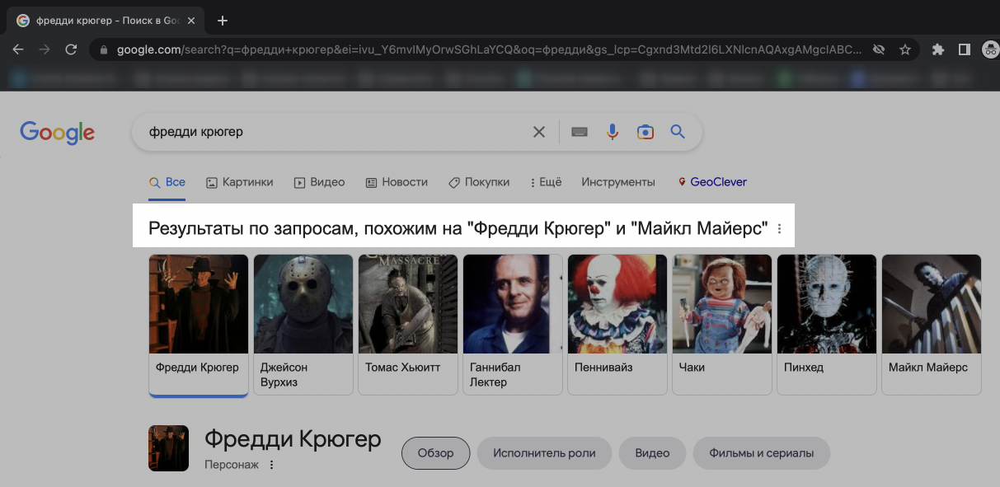 фредди крюгер - Поиск в Goo
google.com/search?q=фредди+крюгер&ei=ivu_Y6mvIMyOrwSGhLaYCQ&oq=фредди&gs_lcp=Cgxnd3Mtd2l6LXNlcnAQAxgAMgcIABC...
Google
фредди крюгер
Все Картинки Видео Новости Покупки Ещё Инструменты GeoClever
Результаты по запросам, похожим на "Фредди Крюгер" и "Майкл Майерс"
MASSACRE
Фредди Крюгер
Джейсон
Вурхиз
Томас Хьюитт
Ганнибал
Лектер
Пеннивайз
Чаки
Пинхед
Майкл Майерс
Фредди Крюгер
Персонаж
Обзор Исполнитель роли Видео Фильмы и сериалы